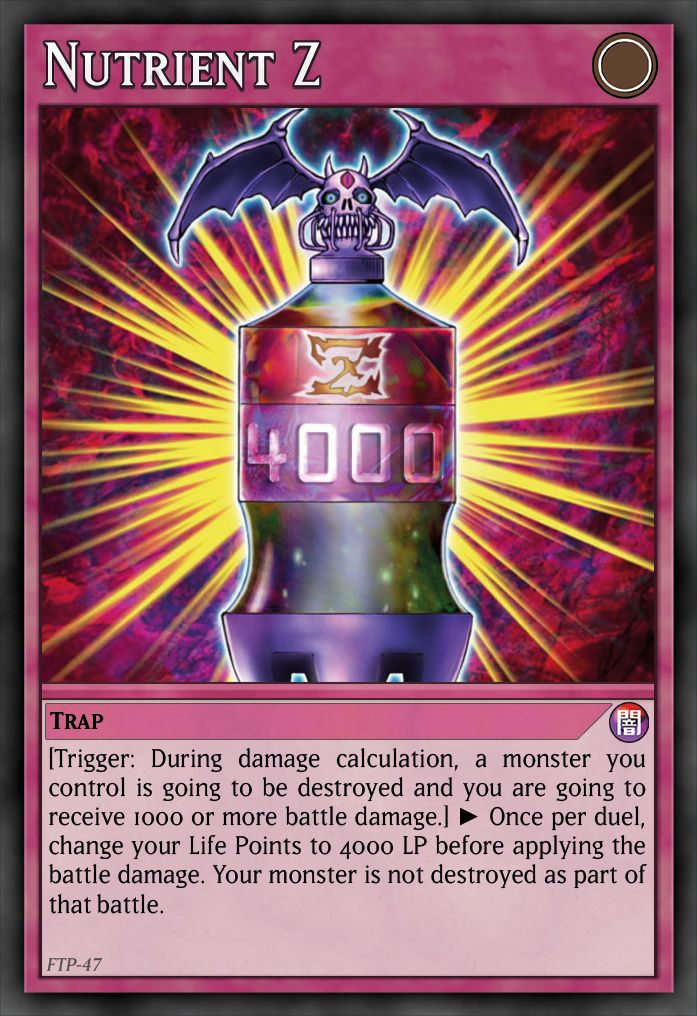 Nutrient Z
Z
4000
Trap
闇
[Trigger: During damage calculation, a monster you
control is going to be destroyed and you are going to
receive 1000 or more battle damage.] ► Once per duel,
change your Life Points to 4000 LP before applying the
battle damage. Your monster is not destroyed as part of
that battle.
FTP-47